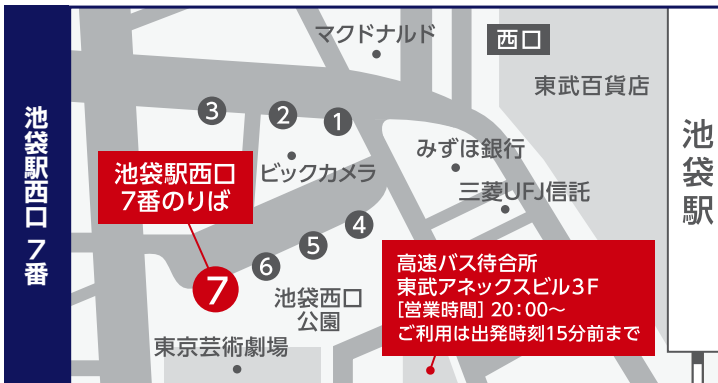 池袋駅西口 7番
マクドナルド
西口
東武百貨店
池袋駅
3
2
1
みずほ銀行
ビックカメラ
三菱UFJ信託
池袋駅西口
7番のりば
4
5
6
7
池袋西口
公園
高速バス待合所
東武アネックスビル3F
[営業時間] 20:00〜
ご利用は出発時刻15分前まで
東京芸術劇場